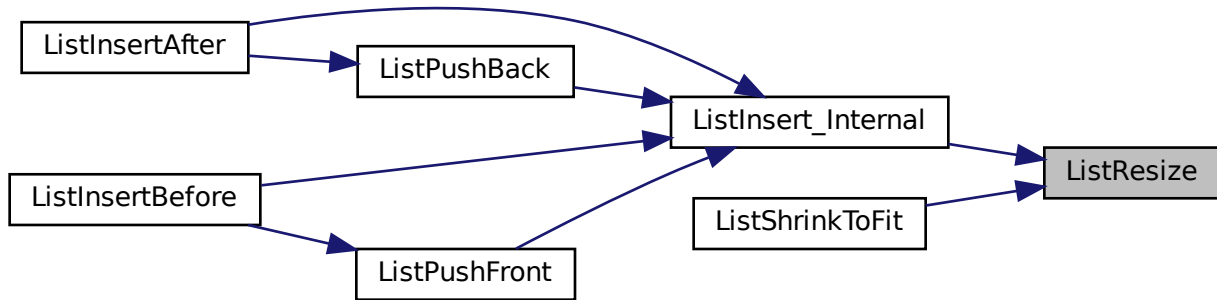 ListInsertAfter
ListPushBack
ListInsert_Internal
ListResize
ListInsertBefore
ListShrinkToFit
ListPushFront